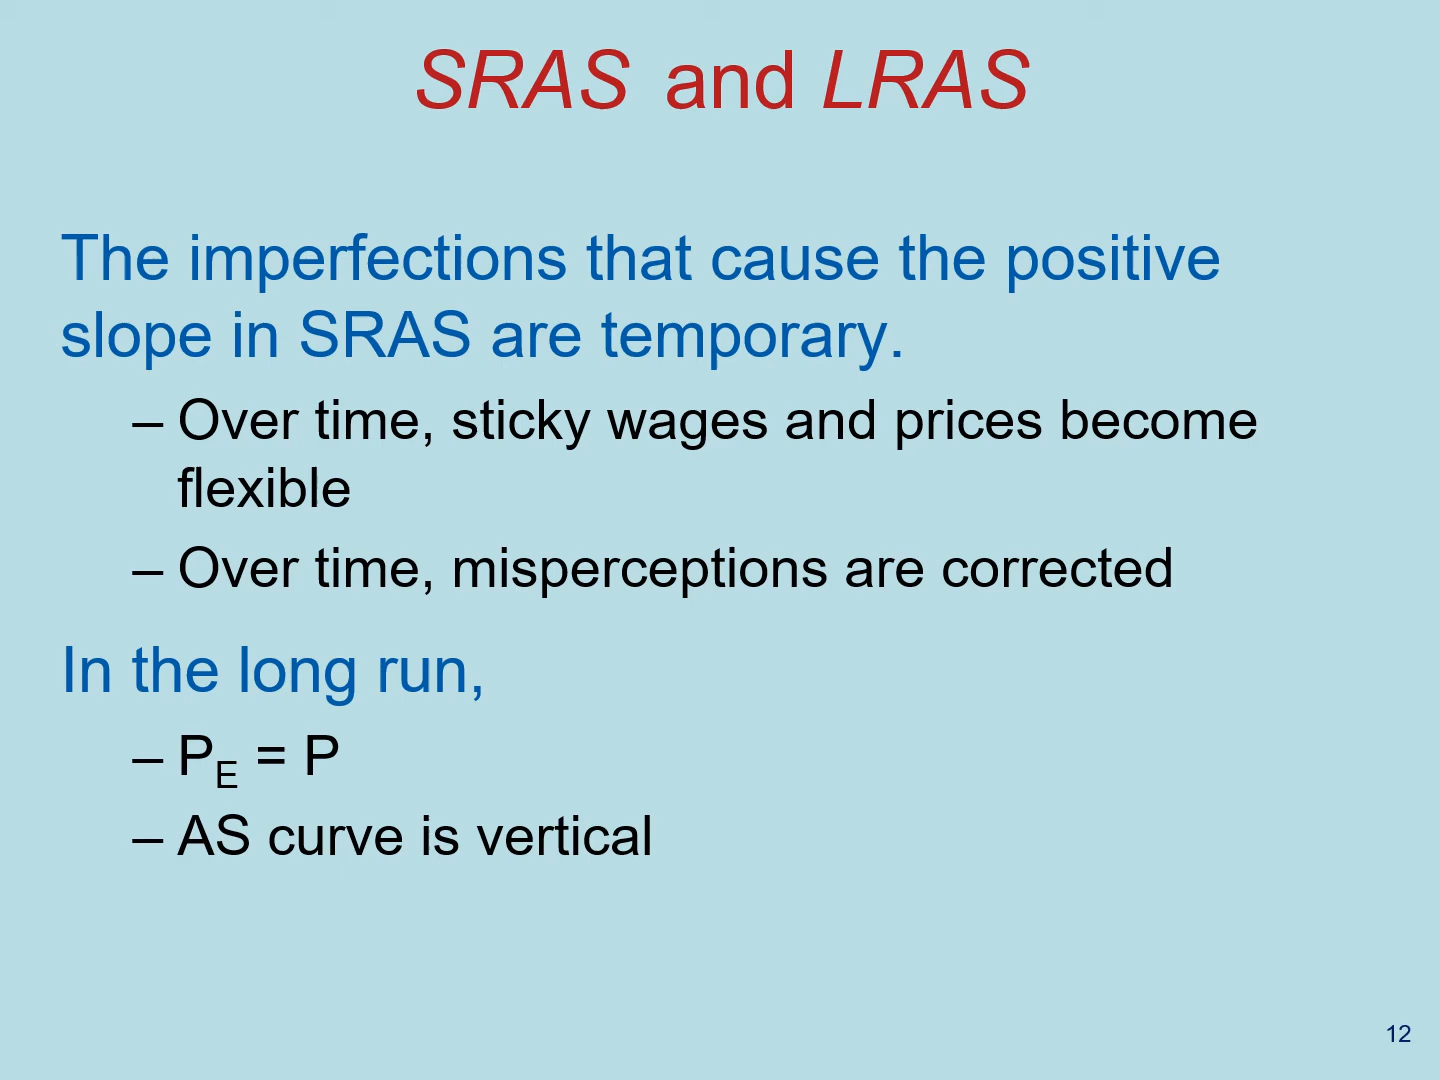 SRAS and LRAS
The imperfections that cause the positive
slope in SRAS are temporary.
– Over time, sticky wages and prices become
flexible
– Over time, misperceptions are corrected
In the long run,
– PE = P
– AS curve is vertical
12